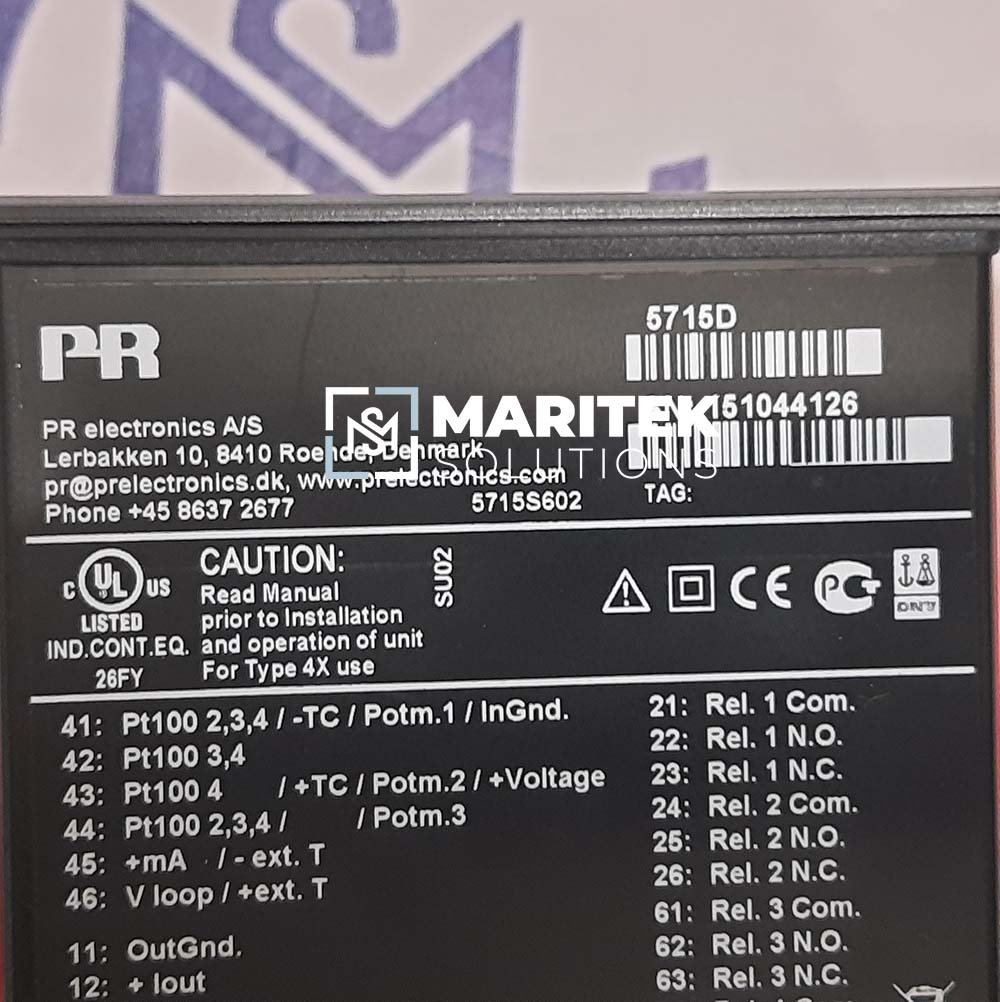 PR
5715D
151044126
MARITEK
SOLUTIONS
PR electronics A/S
Lerbakken 10, 8410 Roende, Denmark
pr@prelectronics.dk, www.prelectronics.com
Phone +45 8637 2677
5715S602
TAG:
C UL US
LISTED
IND.CONT.EQ.
26FY
CAUTION:
Read Manual
prior to Installation
and operation of unit
For Type 4X use
SU02
CE
DNV
41: Pt100 2,3,4 / -TC / Potm.1 / InGnd.
42: Pt100 3,4
43: Pt100 4 / +TC / Potm.2 / +Voltage
44: Pt100 2,3,4 / / Potm.3
45: +mA / - ext. T
46: V loop / +ext. T
11: OutGnd.
12: + Iout
21: Rel. 1 Com.
22: Rel. 1 N.O.
23: Rel. 1 N.C.
24: Rel. 2 Com.
25: Rel. 2 N.O.
26: Rel. 2 N.C.
61: Rel. 3 Com.
62: Rel. 3 N.O.
63: Rel. 3 N.C.